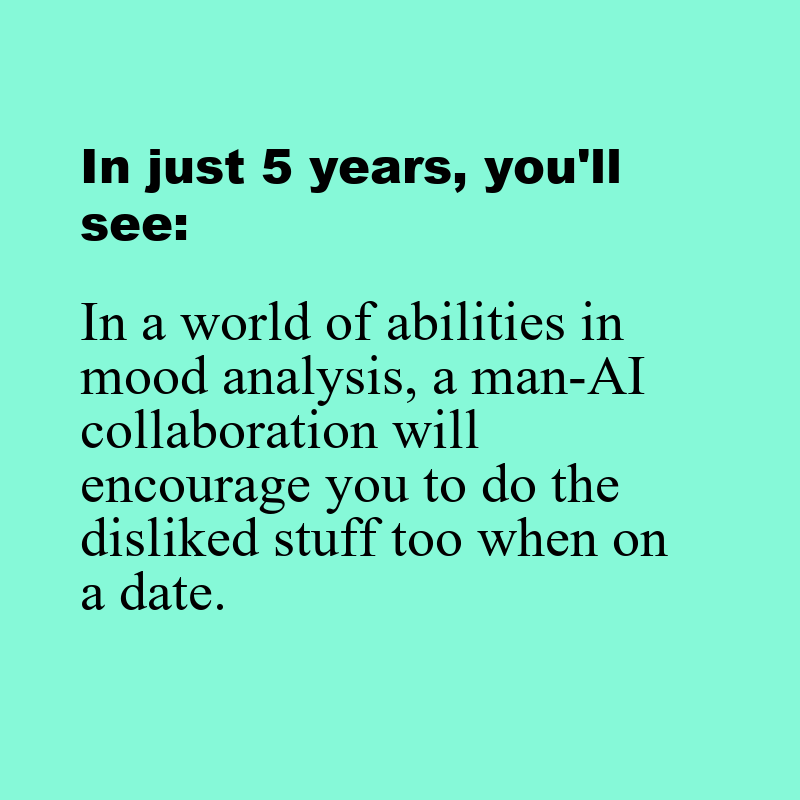 In just 5 years, you'll
see:
In a world of abilities in
mood analysis, a man-AI
collaboration will
encourage you to do the
disliked stuff too when on
a date.